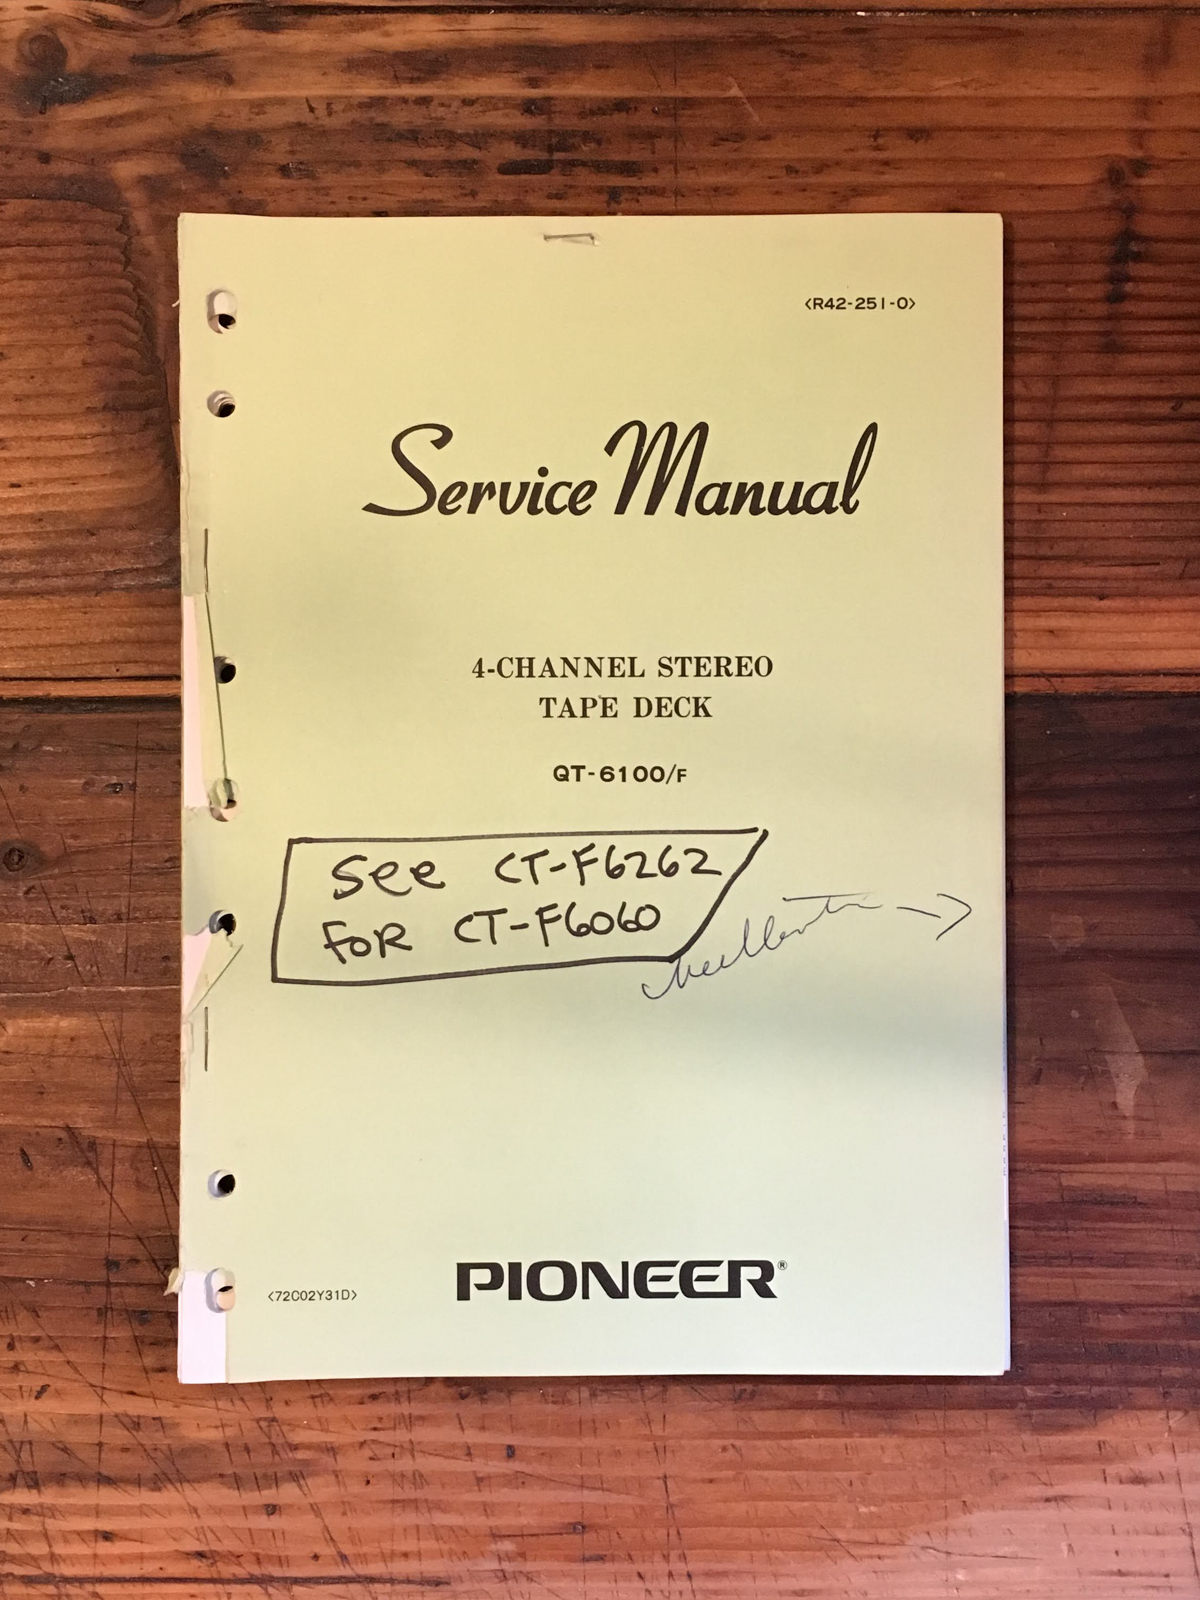 <R42-251-0>
Service Manual
4-CHANNEL STEREO
TAPE DECK
QT-6100/F
See CT-F6262
FOR CT-F6060
<72C02Y31D>
PIONEER®